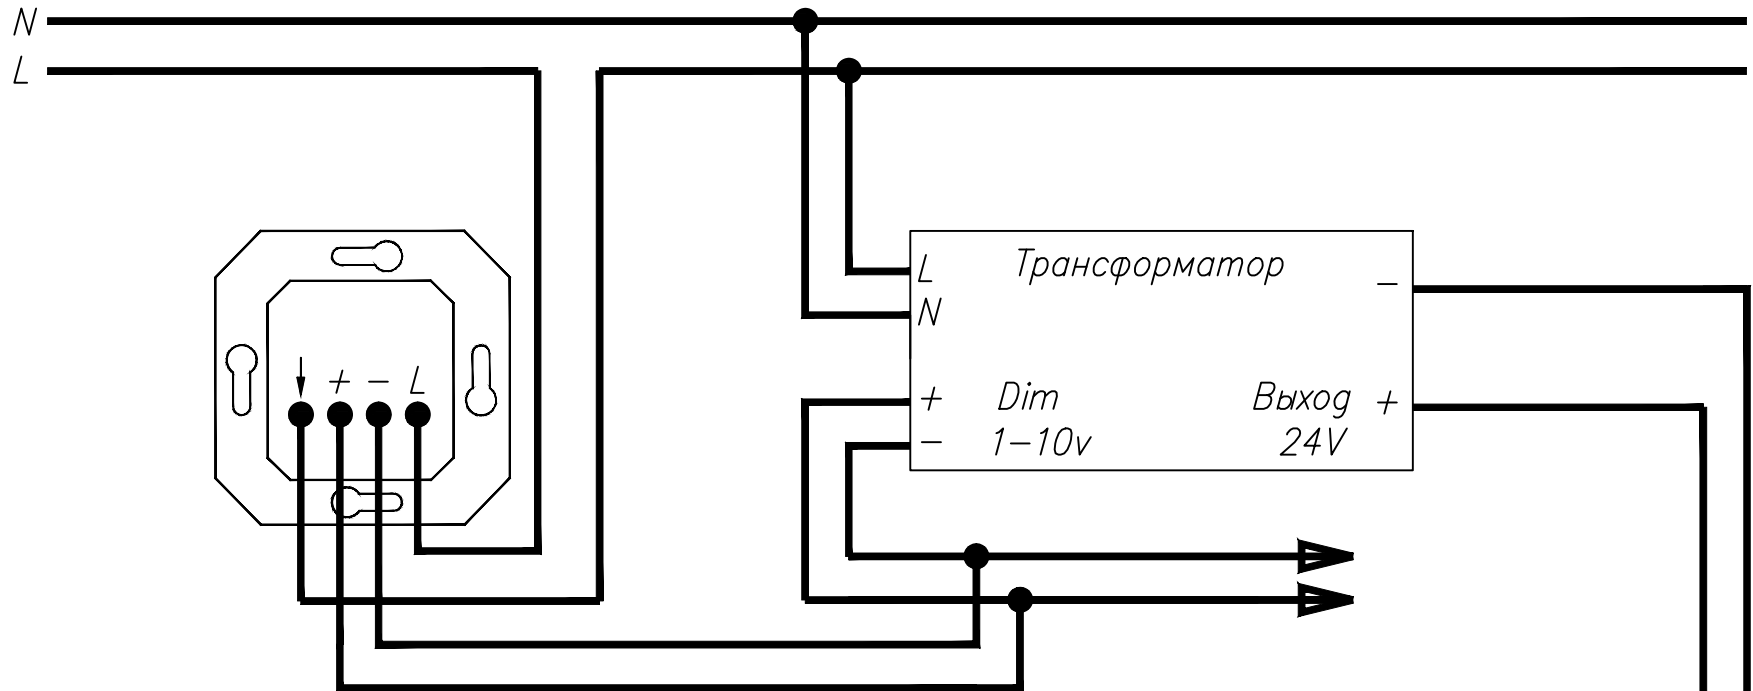 N
L
L Трансформатор −
N
↓ + − L
+ Dim Выход +
− 1−10v 24V